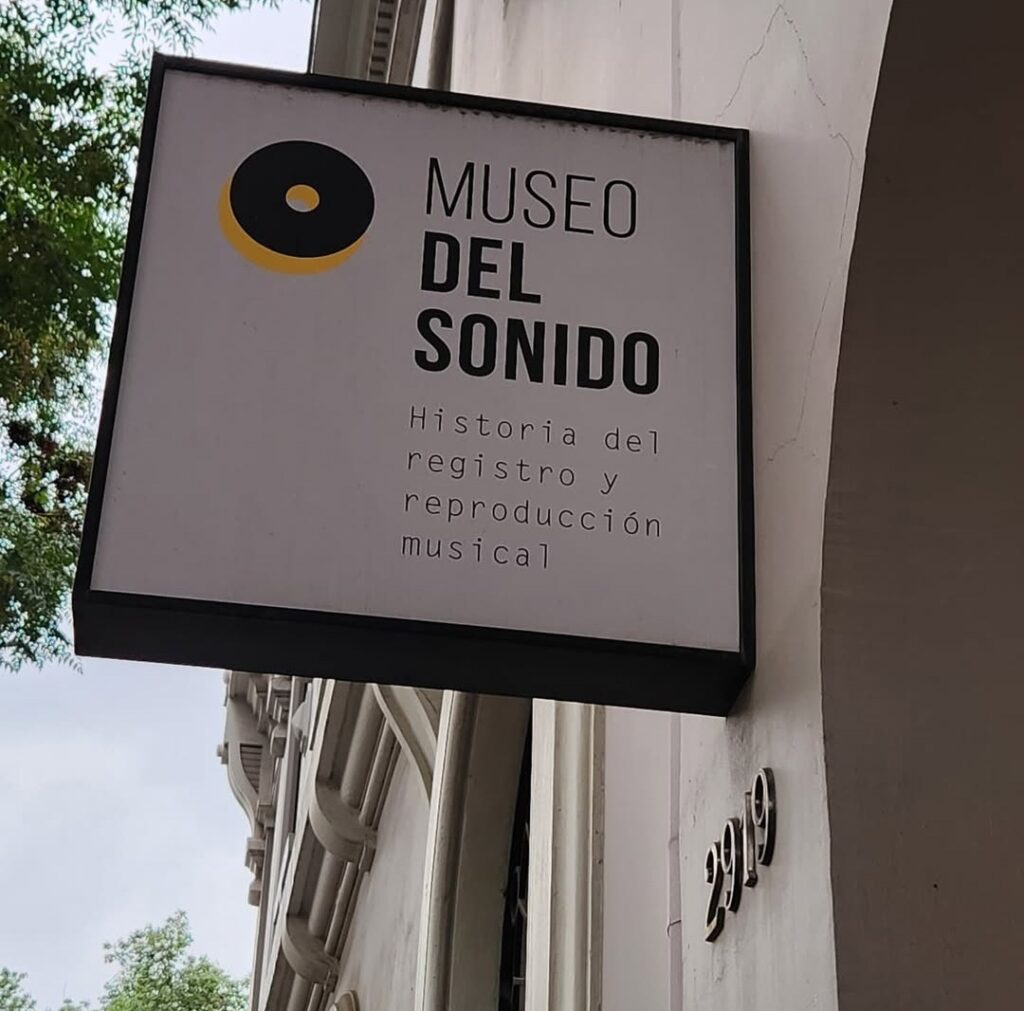 MUSEO
DEL
SONIDO
Historia del
registro y
reproducción
musical
2919